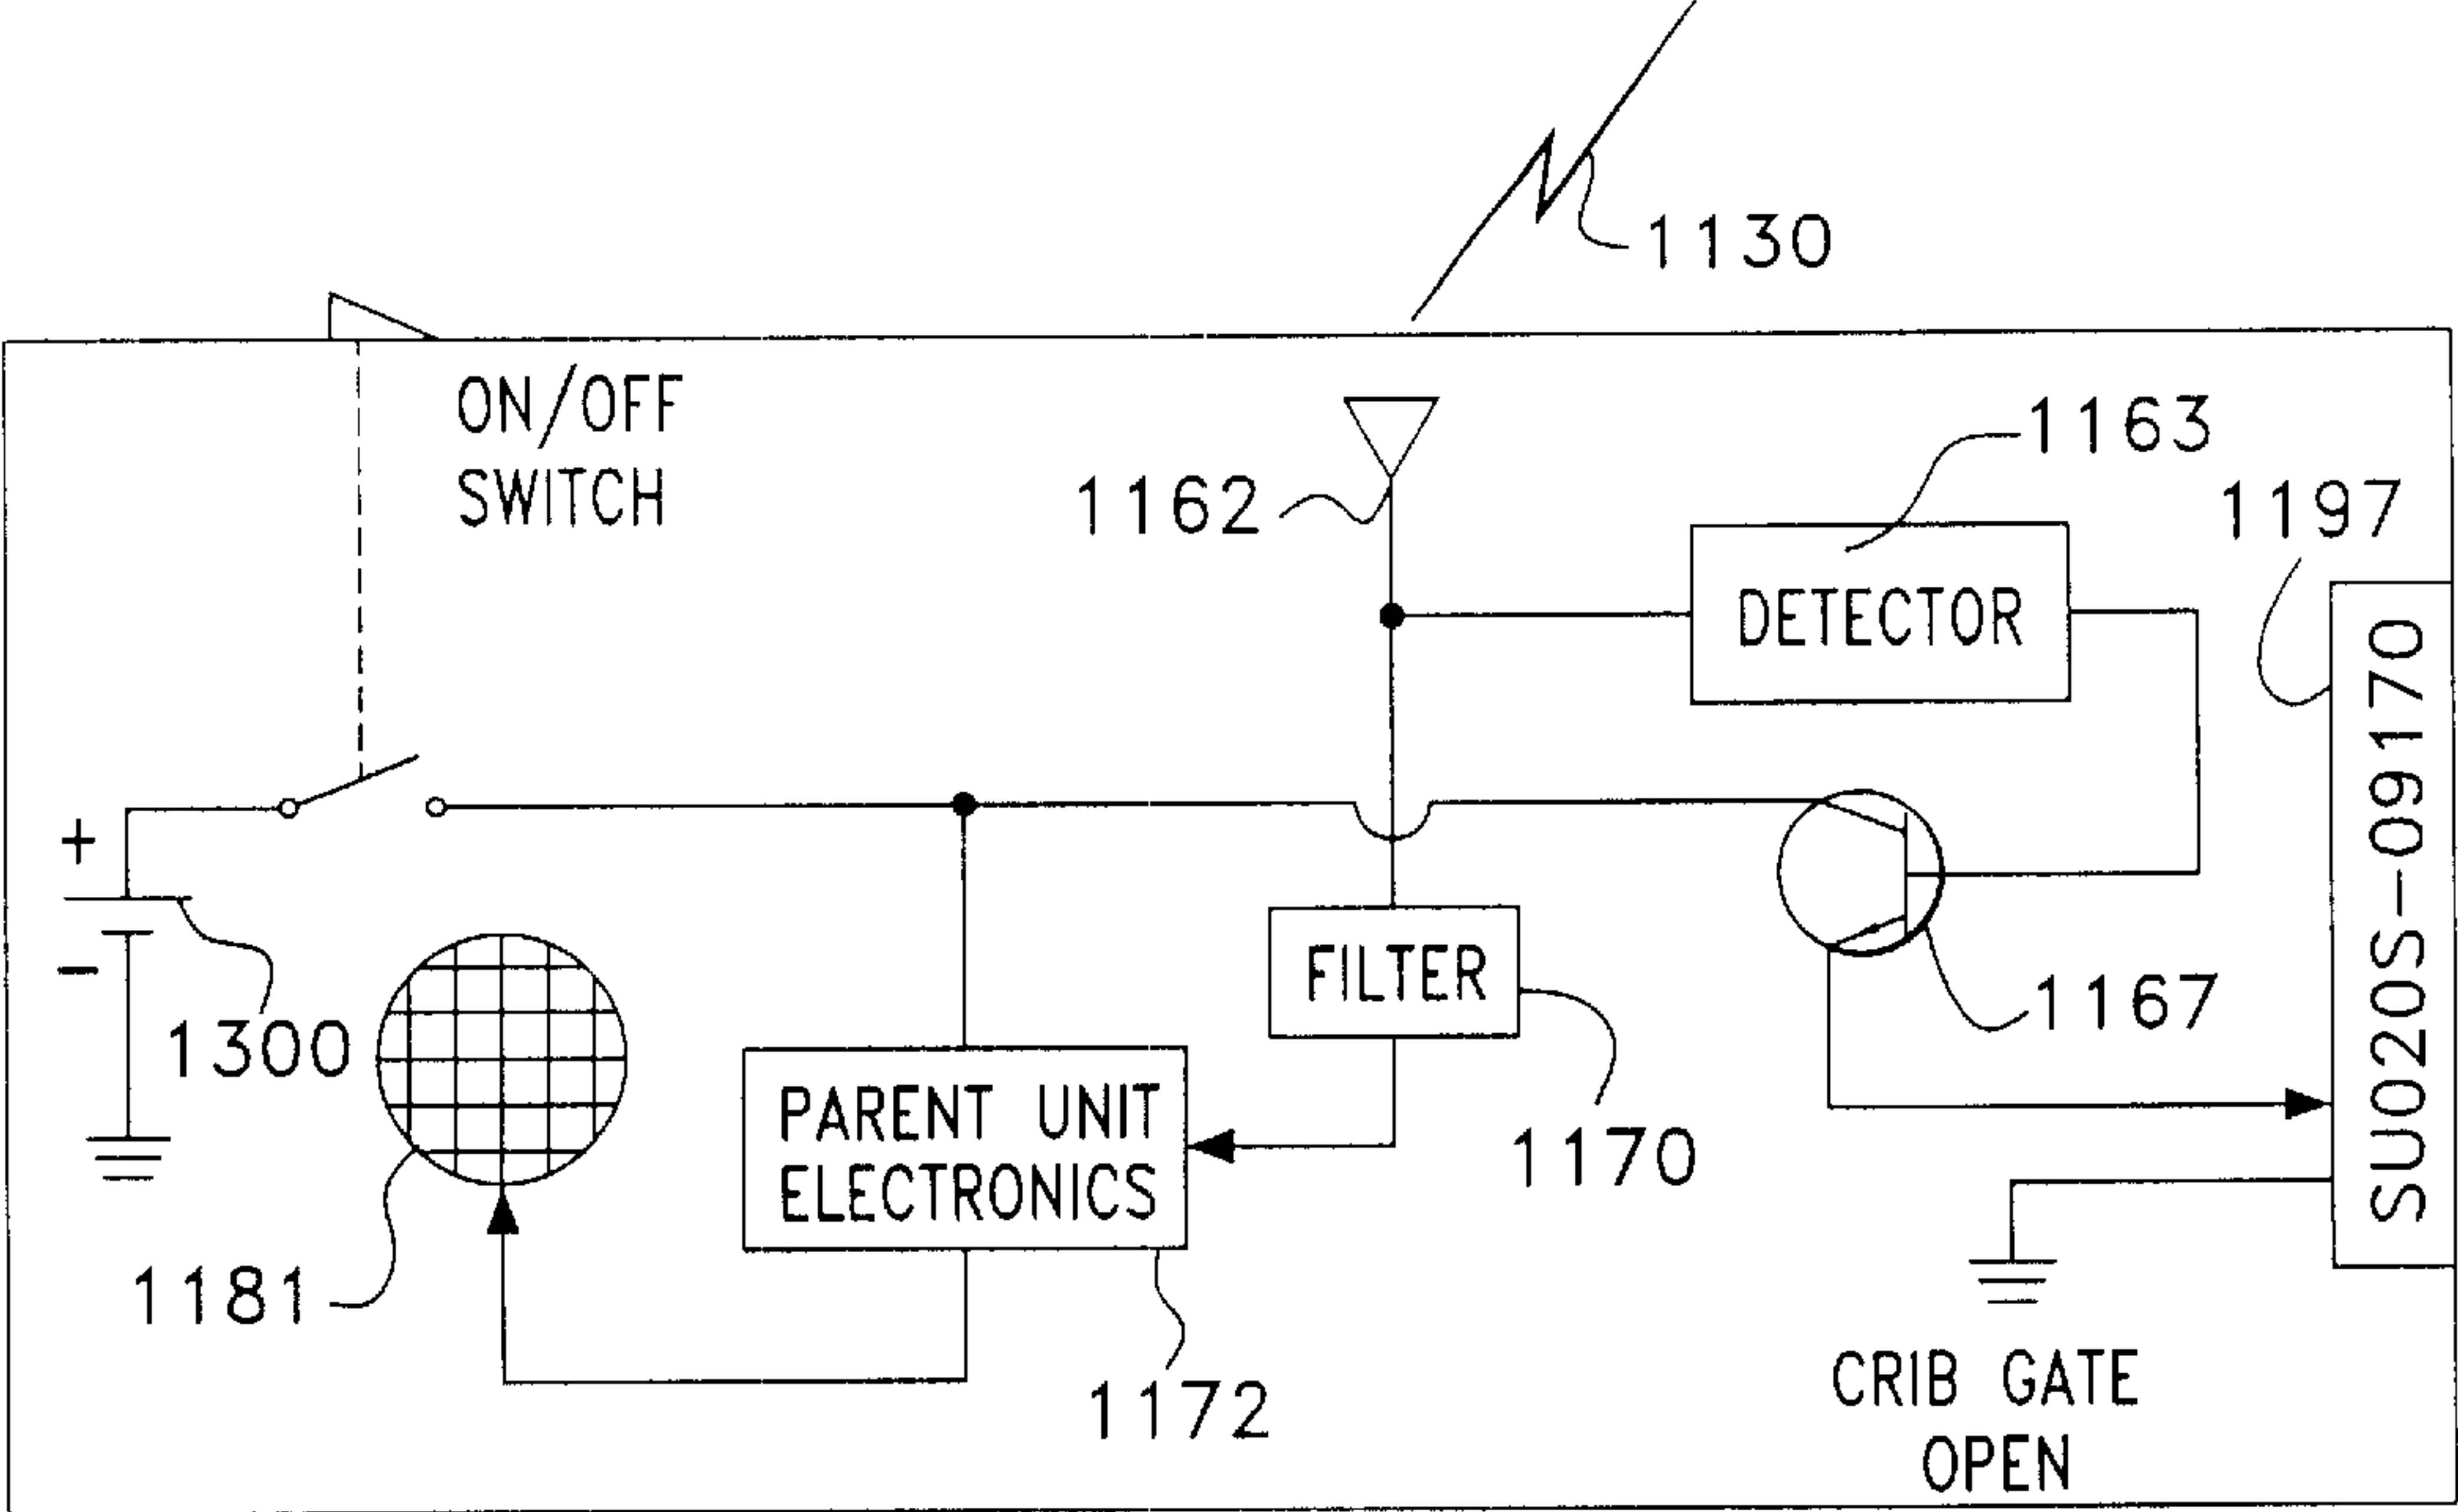 1130
ON/OFF
SWITCH
1163
1162
1197
DETECTOR
SU020S-09170
+
FILTER
−
1167
1300
PARENT UNIT
ELECTRONICS
1170
1181
1172
CRIB GATE
OPEN